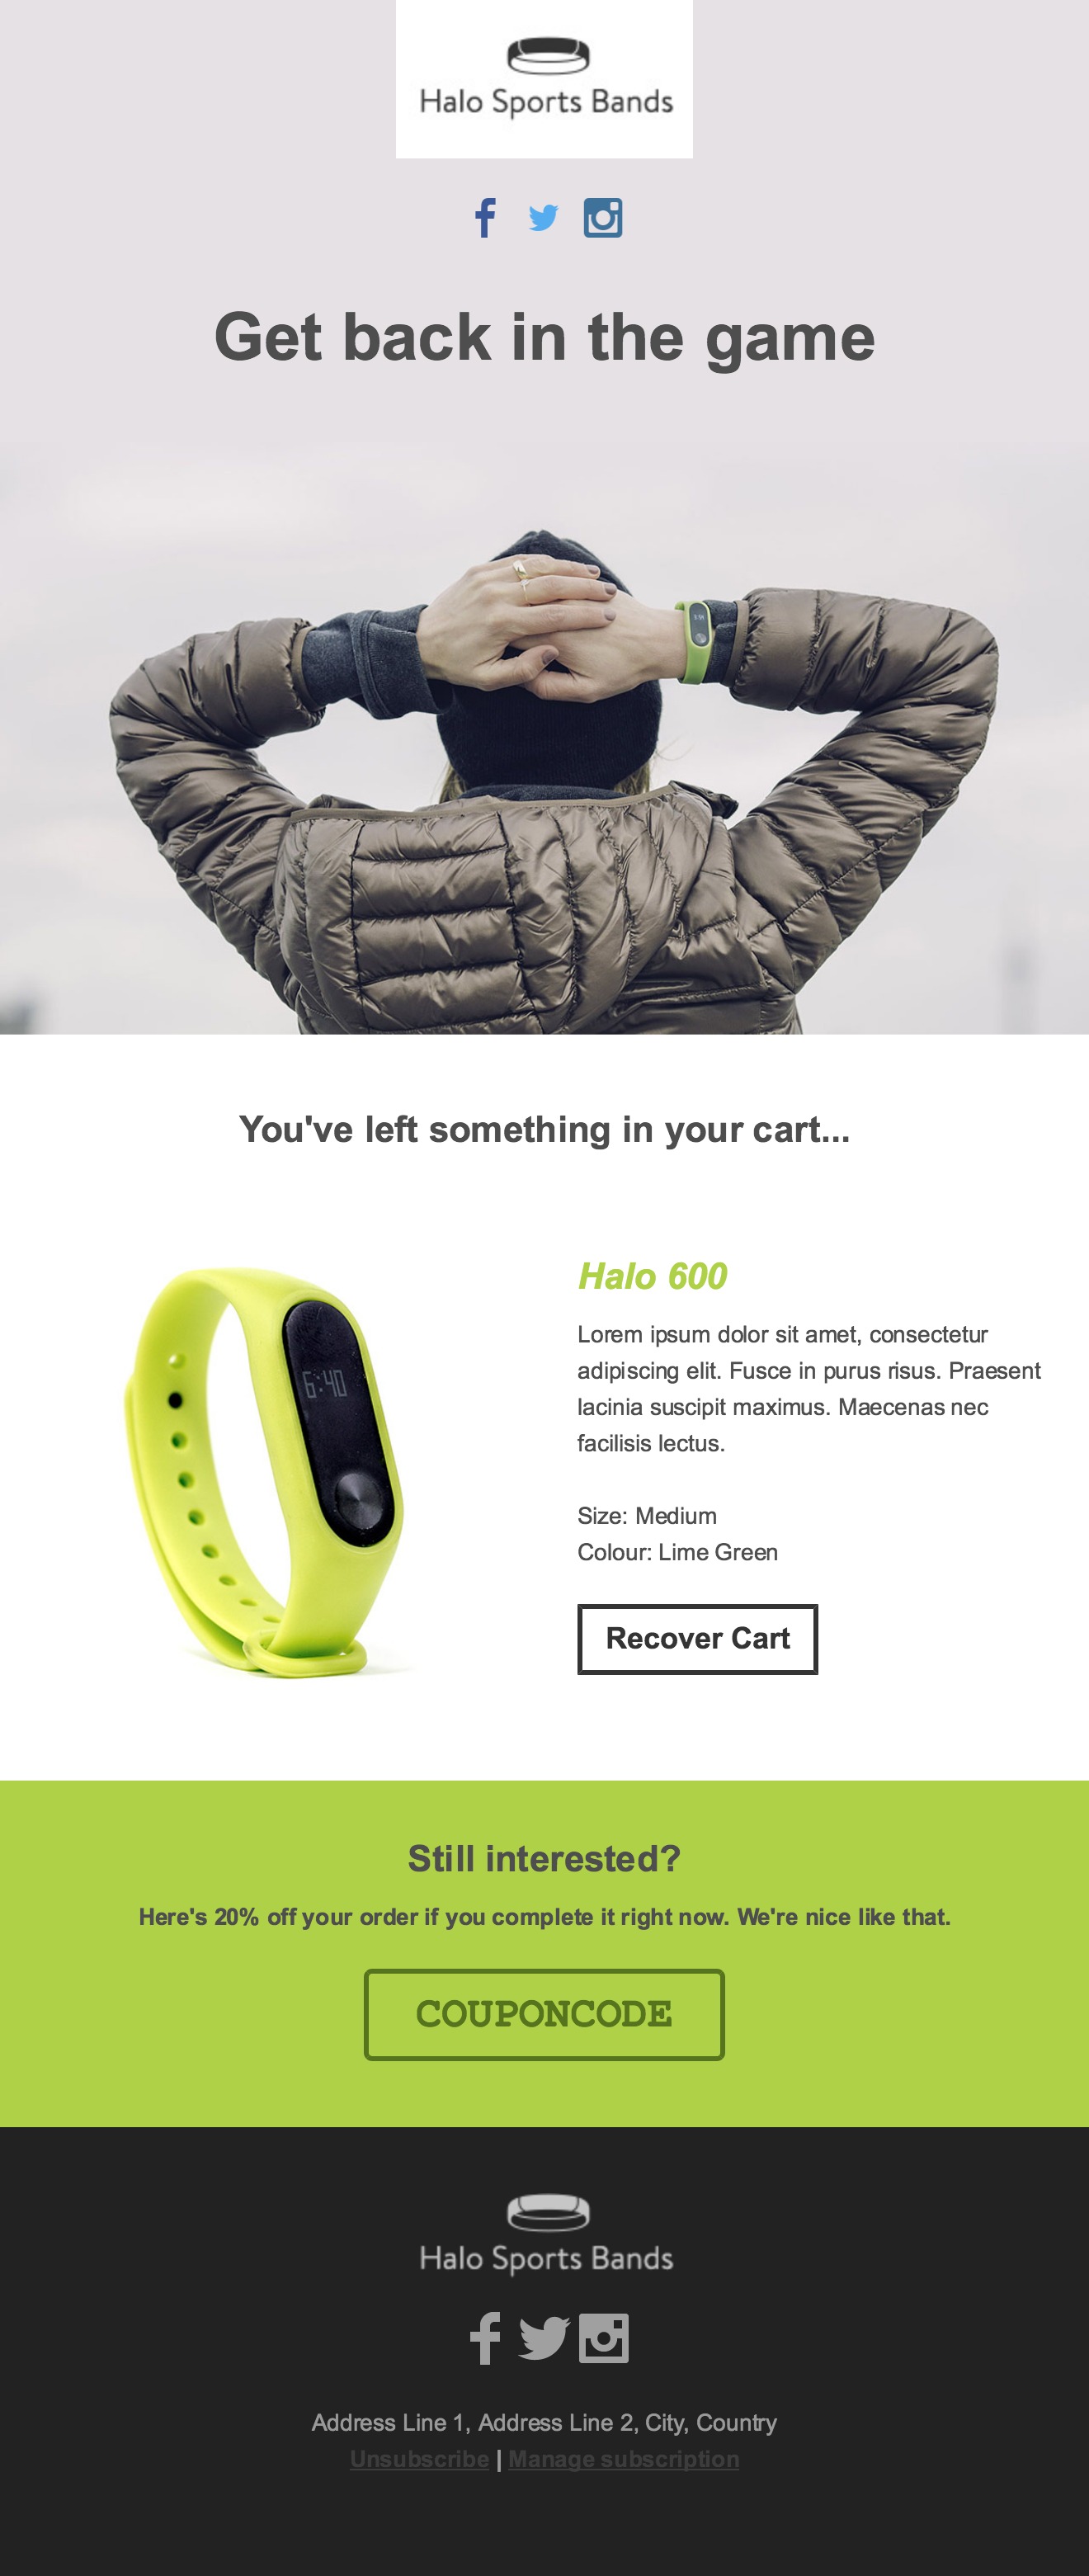 Halo Sports Bands
Get back in the game
You've left something in your cart...
6:40
Halo 600
Lorem ipsum dolor sit amet, consectetur
adipiscing elit. Fusce in purus risus. Praesent
lacinia suscipit maximus. Maecenas nec
facilisis lectus.
Size: Medium
Colour: Lime Green
Recover Cart
Still interested?
Here's 20% off your order if you complete it right now. We're nice like that.
COUPONCODE
Halo Sports Bands
Address Line 1, Address Line 2, City, Country
Unsubscribe | Manage subscription